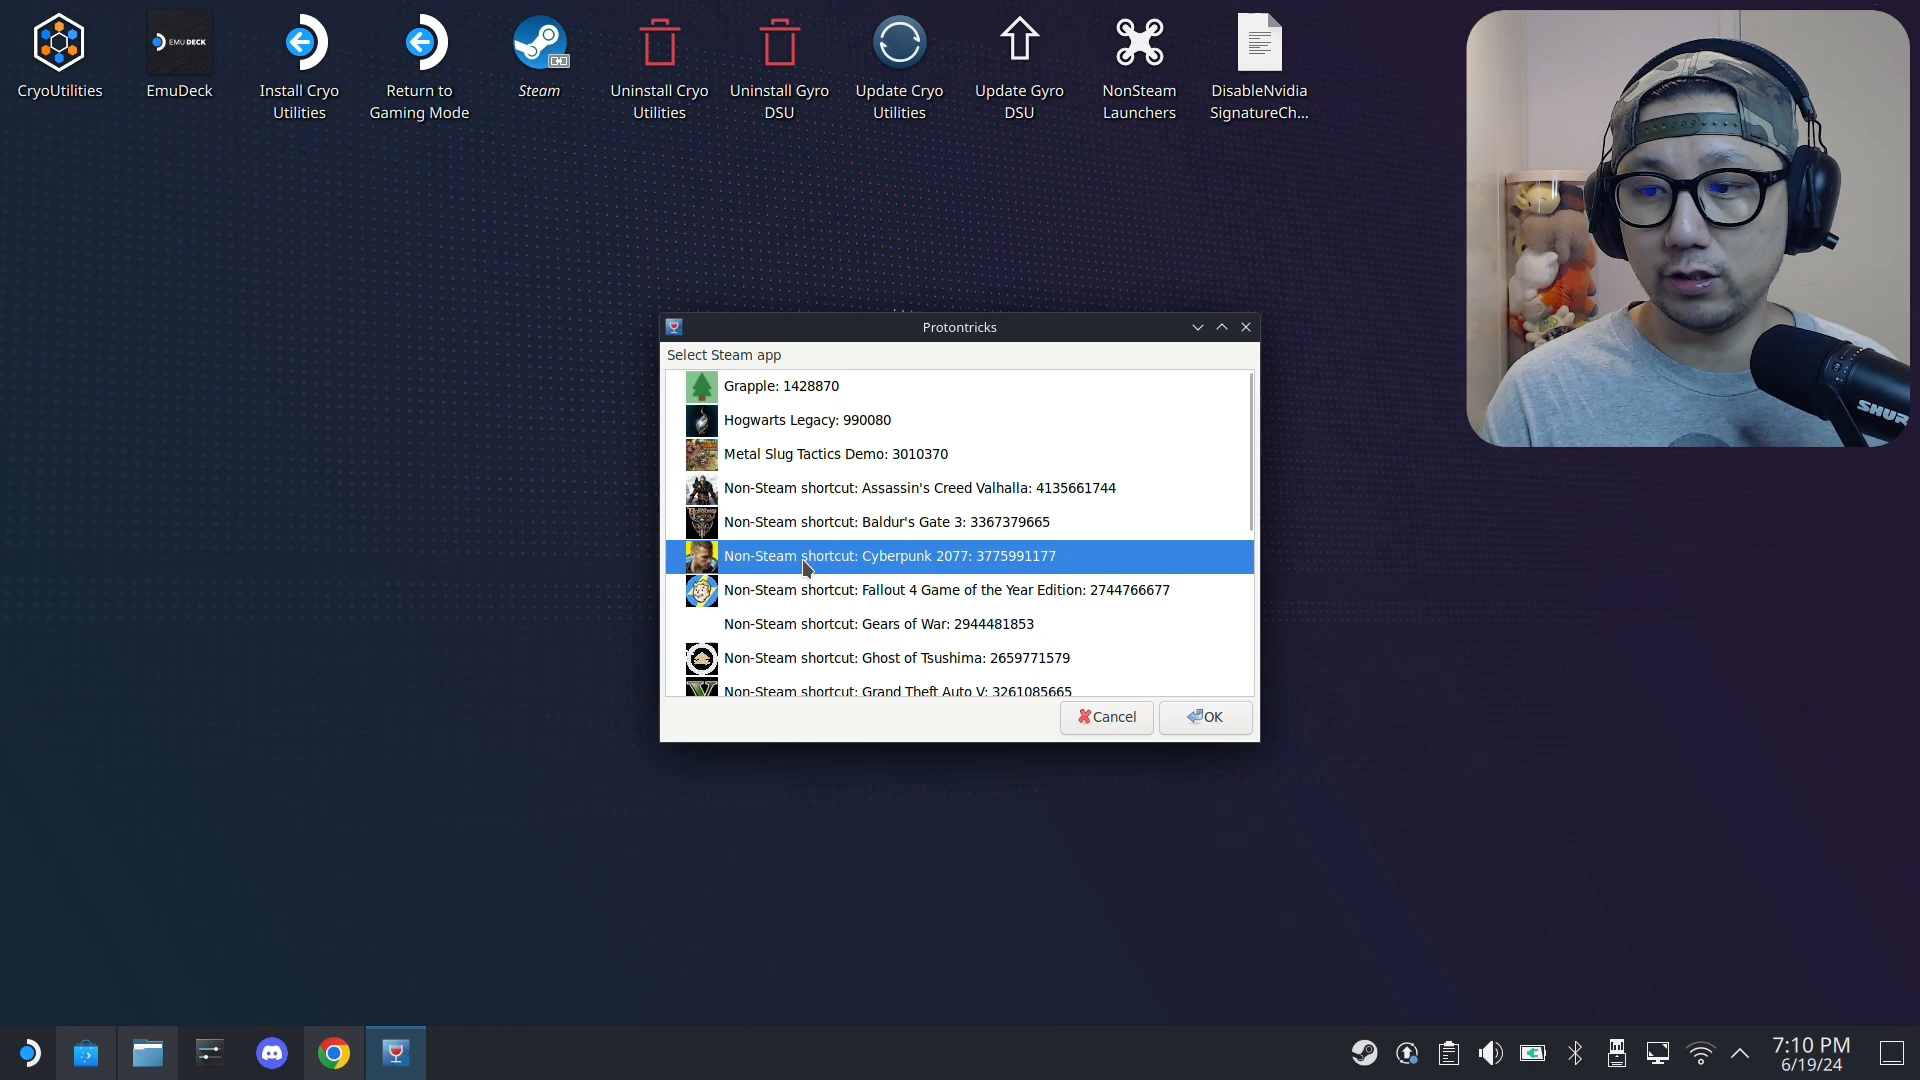 CryoUtilities
EMU DECK
EmuDeck
Install Cryo
Utilities
Return to
Gaming Mode
Steam
Uninstall Cryo
Utilities
Uninstall Gyro
DSU
Update Cryo
Utilities
Update Gyro
DSU
NonSteam
Launchers
DisableNvidia
SignatureCh...
SHUR
Protontricks
Select Steam app
Grapple: 1428870
Hogwarts Legacy: 990080
Metal Slug Tactics Demo: 3010370
Non-Steam shortcut: Assassin's Creed Valhalla: 4135661744
Non-Steam shortcut: Baldur's Gate 3: 3367379665
Non-Steam shortcut: Cyberpunk 2077: 3775991177
Non-Steam shortcut: Fallout 4 Game of the Year Edition: 2744766677
Non-Steam shortcut: Gears of War: 2944481853
Non-Steam shortcut: Ghost of Tsushima: 2659771579
Non-Steam shortcut: Grand Theft Auto V: 3261085665
Cancel
OK
7:10 PM
6/19/24